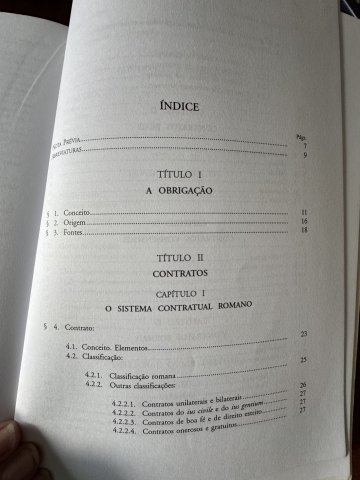 ÍNDICE
Págs.
NOTA PRÉVIA 7
ABREVIATURAS 9
TÍTULO I
A OBRIGAÇÃO
§ 1. Conceito 11
§ 2. Origem 16
§ 3. Fontes 18
TÍTULO II
CONTRATOS
CAPÍTULO I
O SISTEMA CONTRATUAL ROMANO
§ 4. Contrato:
4.1. Conceito. Elementos 23
4.2. Classificação:
4.2.1. Classificação romana 25
4.2.2. Outras classificações:
4.2.2.1. Contratos unilaterais e bilaterais 26
4.2.2.2. Contratos do ius civile e do ius gentium 27
4.2.2.3. Contratos de boa fé e de direito estrito 27
4.2.2.4. Contratos onerosos e gratuitos 27